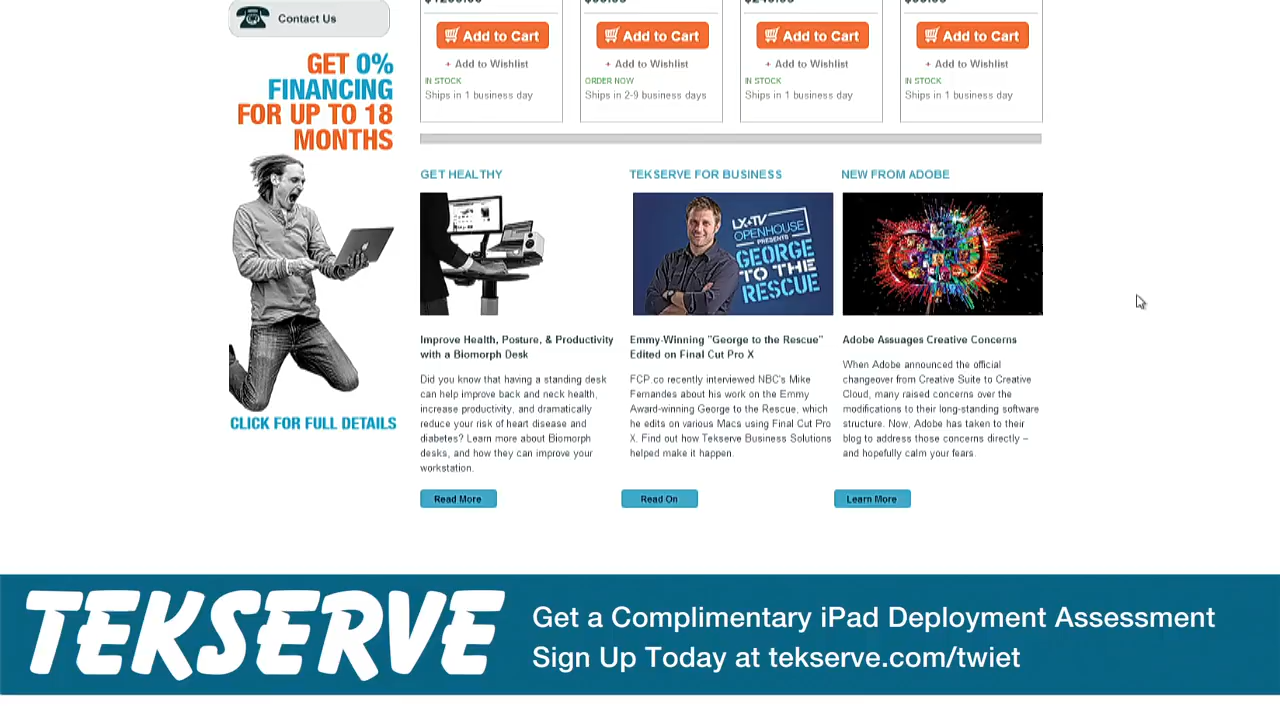 Contact Us
Add to Cart
Add to Cart
Add to Cart
Add to Cart
+ Add to Wishlist
+ Add to Wishlist
+ Add to Wishlist
+ Add to Wishlist
IN STOCK
ORDER NOW
IN STOCK
IN STOCK
Ships in 1 business day
Ships in 2-9 business days
Ships in 1 business day
Ships in 1 business day
GET 0%
FINANCING
FOR UP TO 18
MONTHS
CLICK FOR FULL DETAILS
GET HEALTHY
Improve Health, Posture, & Productivity
with a Biomorph Desk
Did you know that having a standing desk
can help improve back and neck health,
increase productivity, and dramatically
reduce your risk of heart disease and
diabetes? Learn more about Biomorph
desks, and how they can improve your
workstation.
Read More
TEKSERVE FOR BUSINESS
LX+TV
OPENHOUSE
PRESENTS
GEORGE
TO THE
RESCUE
Emmy-Winning "George to the Rescue"
Edited on Final Cut Pro X
FCP.co recently interviewed NBC's Mike
Fernandes about his work on the Emmy
Award-winning George to the Rescue, which
he edits on various Macs using Final Cut Pro
X. Find out how Tekserve Business Solutions
helped make it happen.
Read On
NEW FROM ADOBE
Adobe Assuages Creative Concerns
When Adobe announced the official
changeover from Creative Suite to Creative
Cloud, many raised concerns over the
modifications to their long-standing software
structure. Now, Adobe has taken to their
blog to address those concerns directly –
and hopefully calm your fears.
Learn More
TEKSERVE
Get a Complimentary iPad Deployment Assessment
Sign Up Today at tekserve.com/twiet